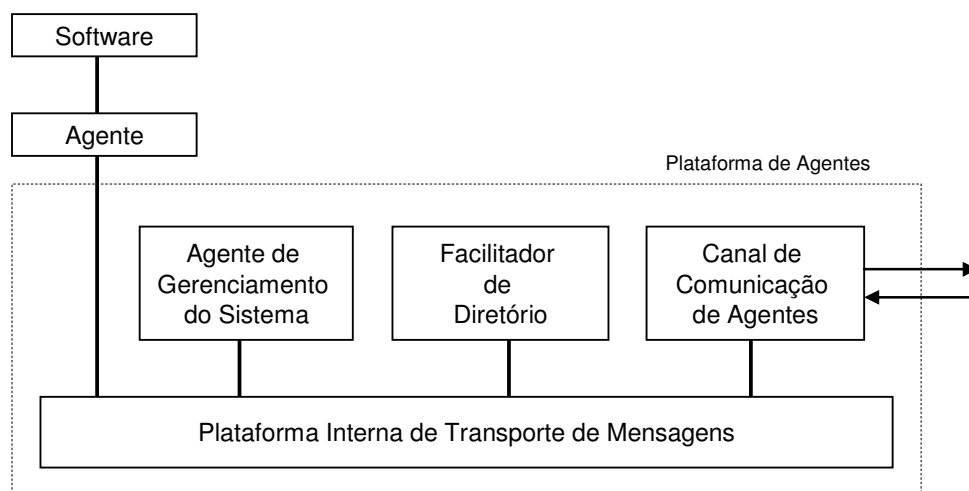 Software
Agente
Plataforma de Agentes
Agente de
Gerenciamento
do Sistema
Facilitador
de
Diretório
Canal de
Comunicação
de Agentes
Plataforma Interna de Transporte de Mensagens